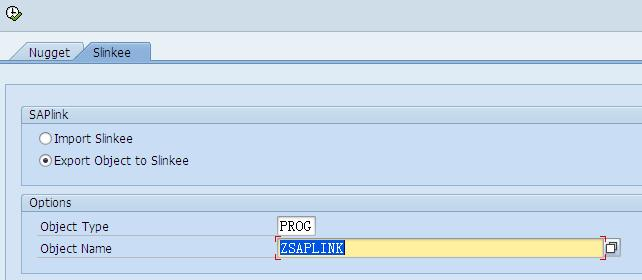 Nugget Slinkee
SAPlink
Import Slinkee
Export Object to Slinkee
Options
Object Type PROG
Object Name ZSAPLINK